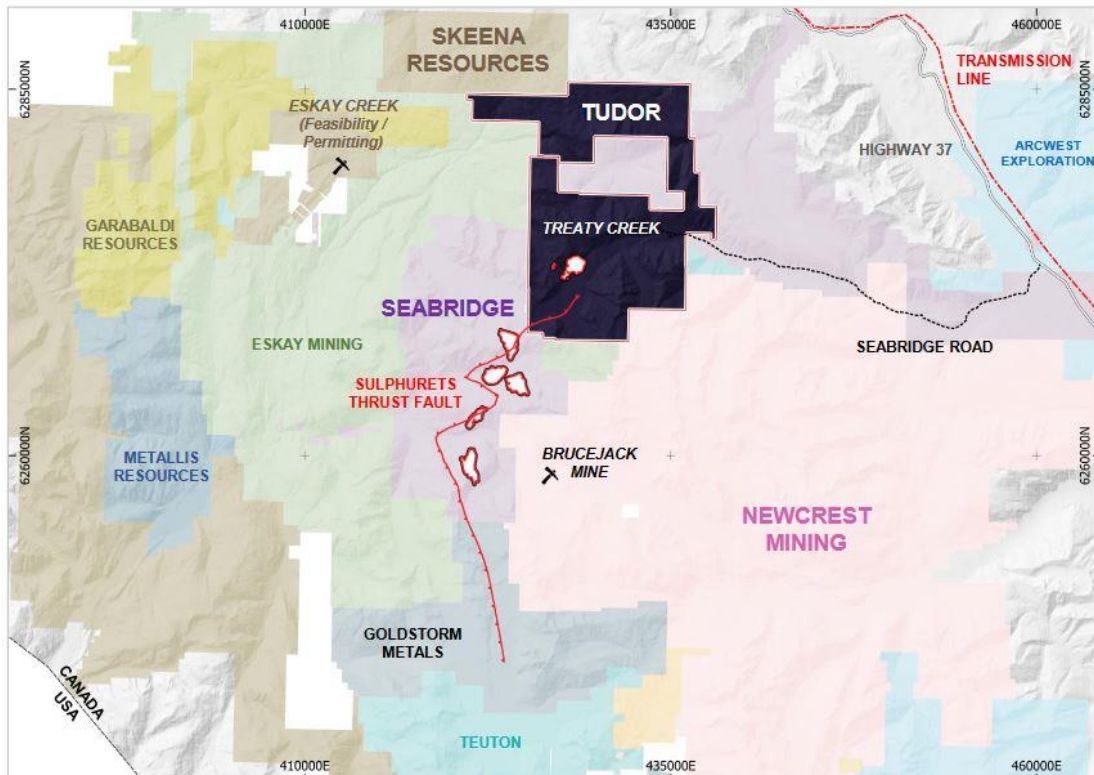 410000E
435000E
460000E
SKEENA
RESOURCES
TRANSMISSION
LINE
6285000N
6285000N
ESKAY CREEK
(Feasibility /
Permitting)
TUDOR
HIGHWAY 37
ARCWEST
EXPLORATION
GARABALDI
RESOURCES
TREATY CREEK
SEABRIDGE
ESKAY MINING
SEABRIDGE ROAD
SULPHURETS
THRUST FAULT
METALLIS
RESOURCES
BRUCEJACK
MINE
6260000N
6260000N
NEWCREST
MINING
GOLDSTORM
METALS
CANADA
USA
TEUTON
410000E
435000E
460000E